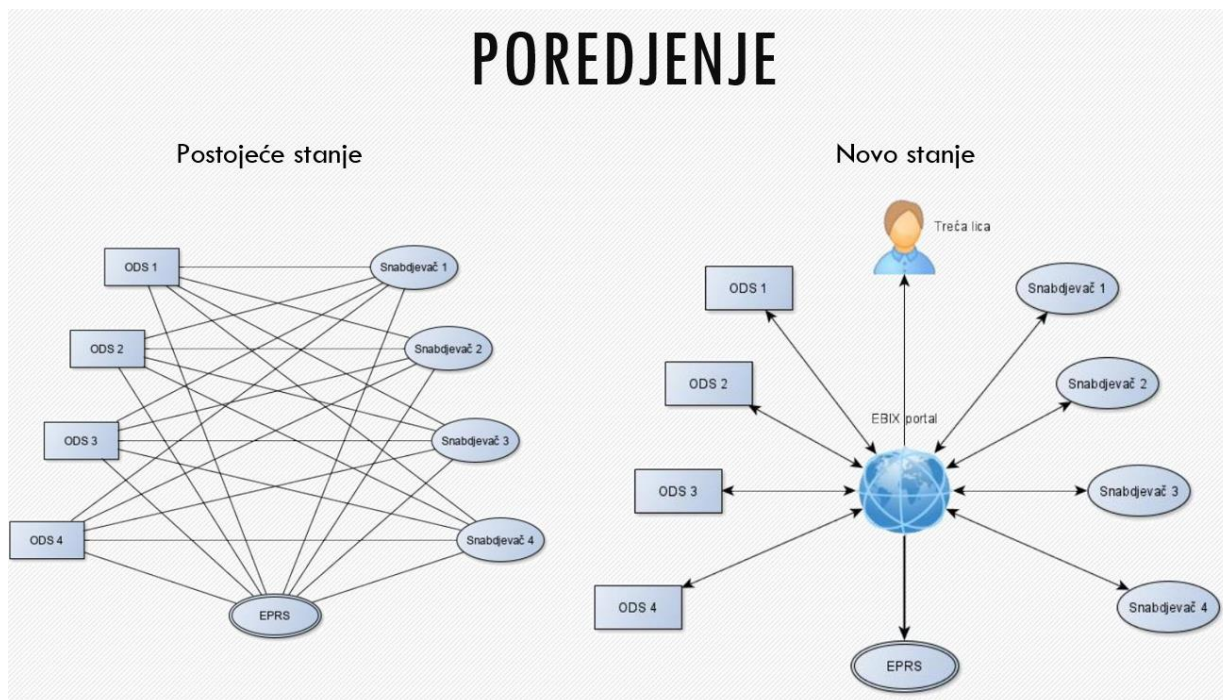 POREDJENJE
Postojeće stanje
ODS 1
Snabdjevač 1
ODS 2
Snabdjevač 2
ODS 3
Snabdjevač 3
ODS 4
Snabdjevač 4
EPRS
Novo stanje
Treća lica
ODS 1
Snabdjevač 1
ODS 2
Snabdjevač 2
EBIX portal
ODS 3
Snabdjevač 3
ODS 4
Snabdjevač 4
EPRS